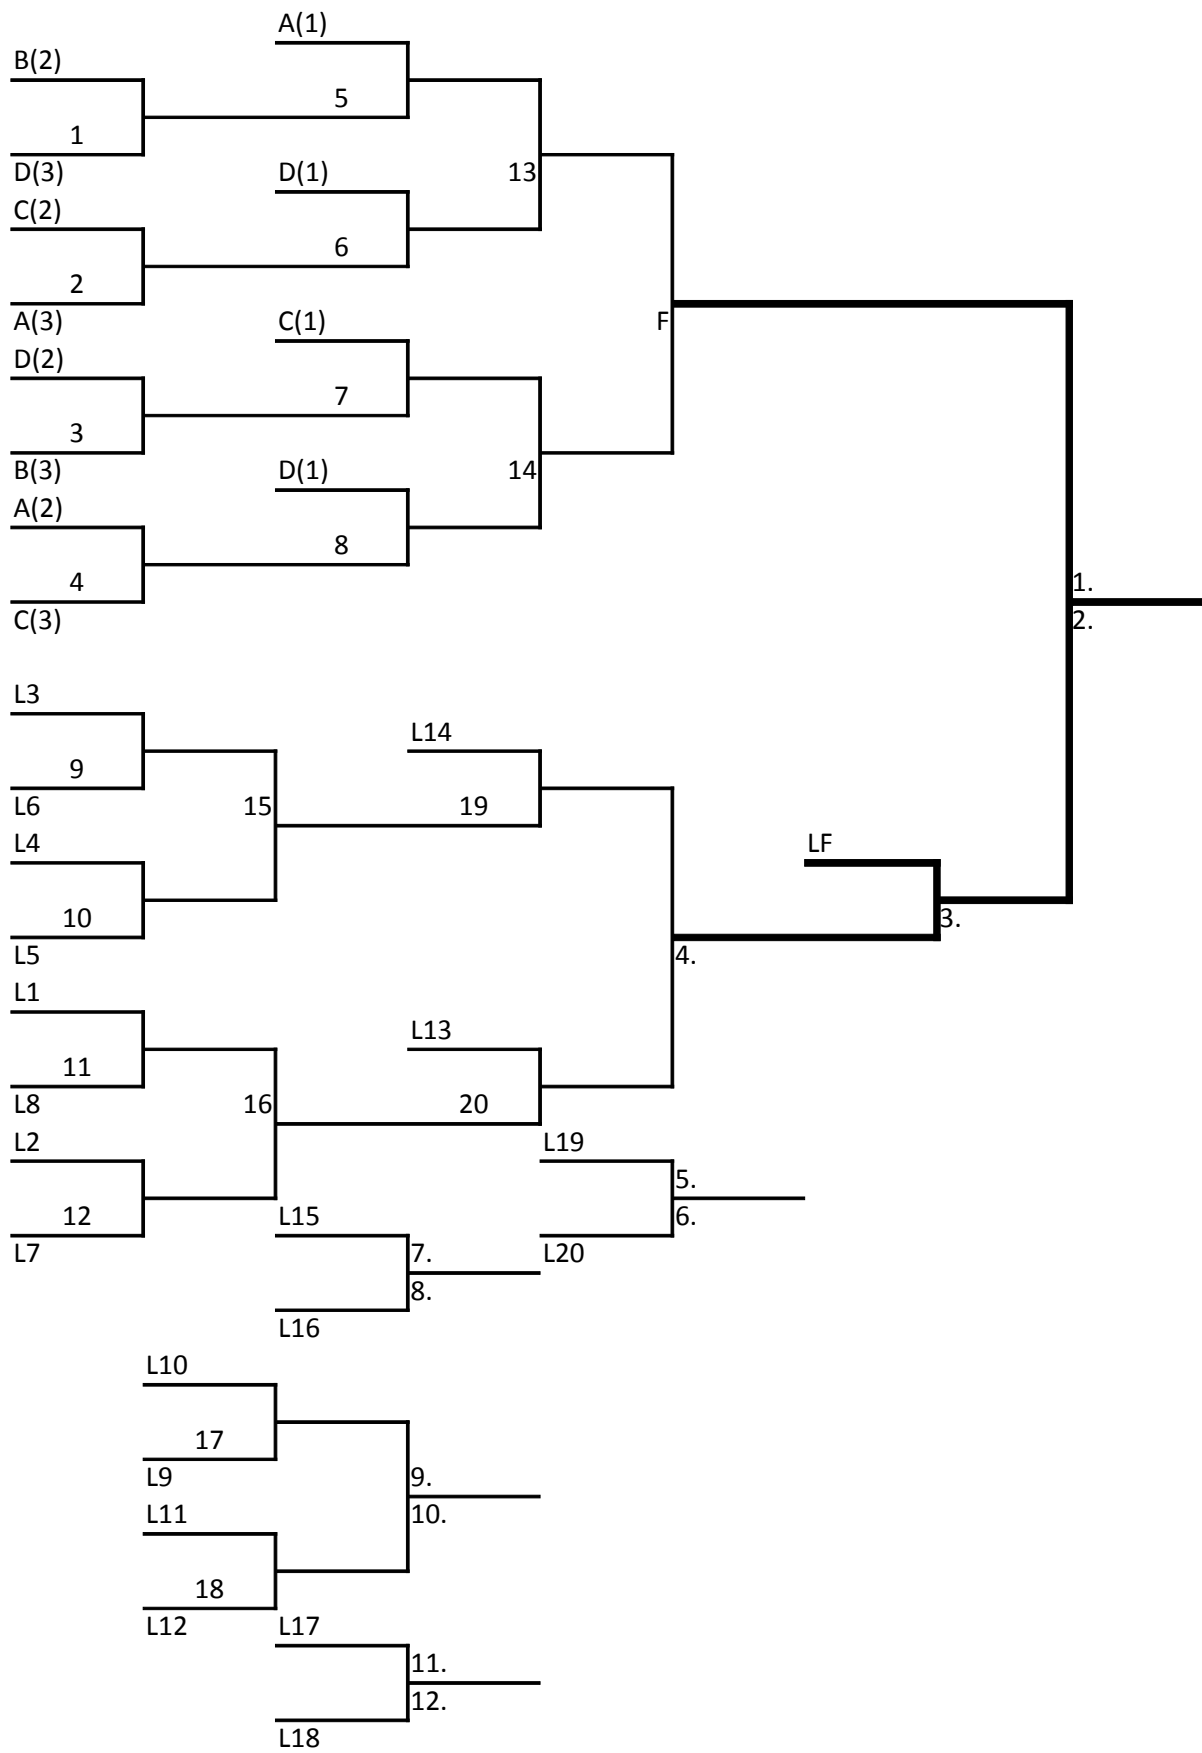 A(1)
B(2)
5
1
D(3)
D(1)
13
C(2)
6
2
A(3)
C(1)
F
D(2)
7
3
B(3)
D(1)
14
A(2)
8
4
1.
C(3)
2.
L3
L14
9
L6
15
19
L4
LF
10
3.
L5
4.
L1
L13
11
L8
16
20
L2
L19
5.
12
L15
6.
L7
7.
L20
8.
L16
L10
17
L9
9.
L11
10.
18
L12
L17
11.
12.
L18